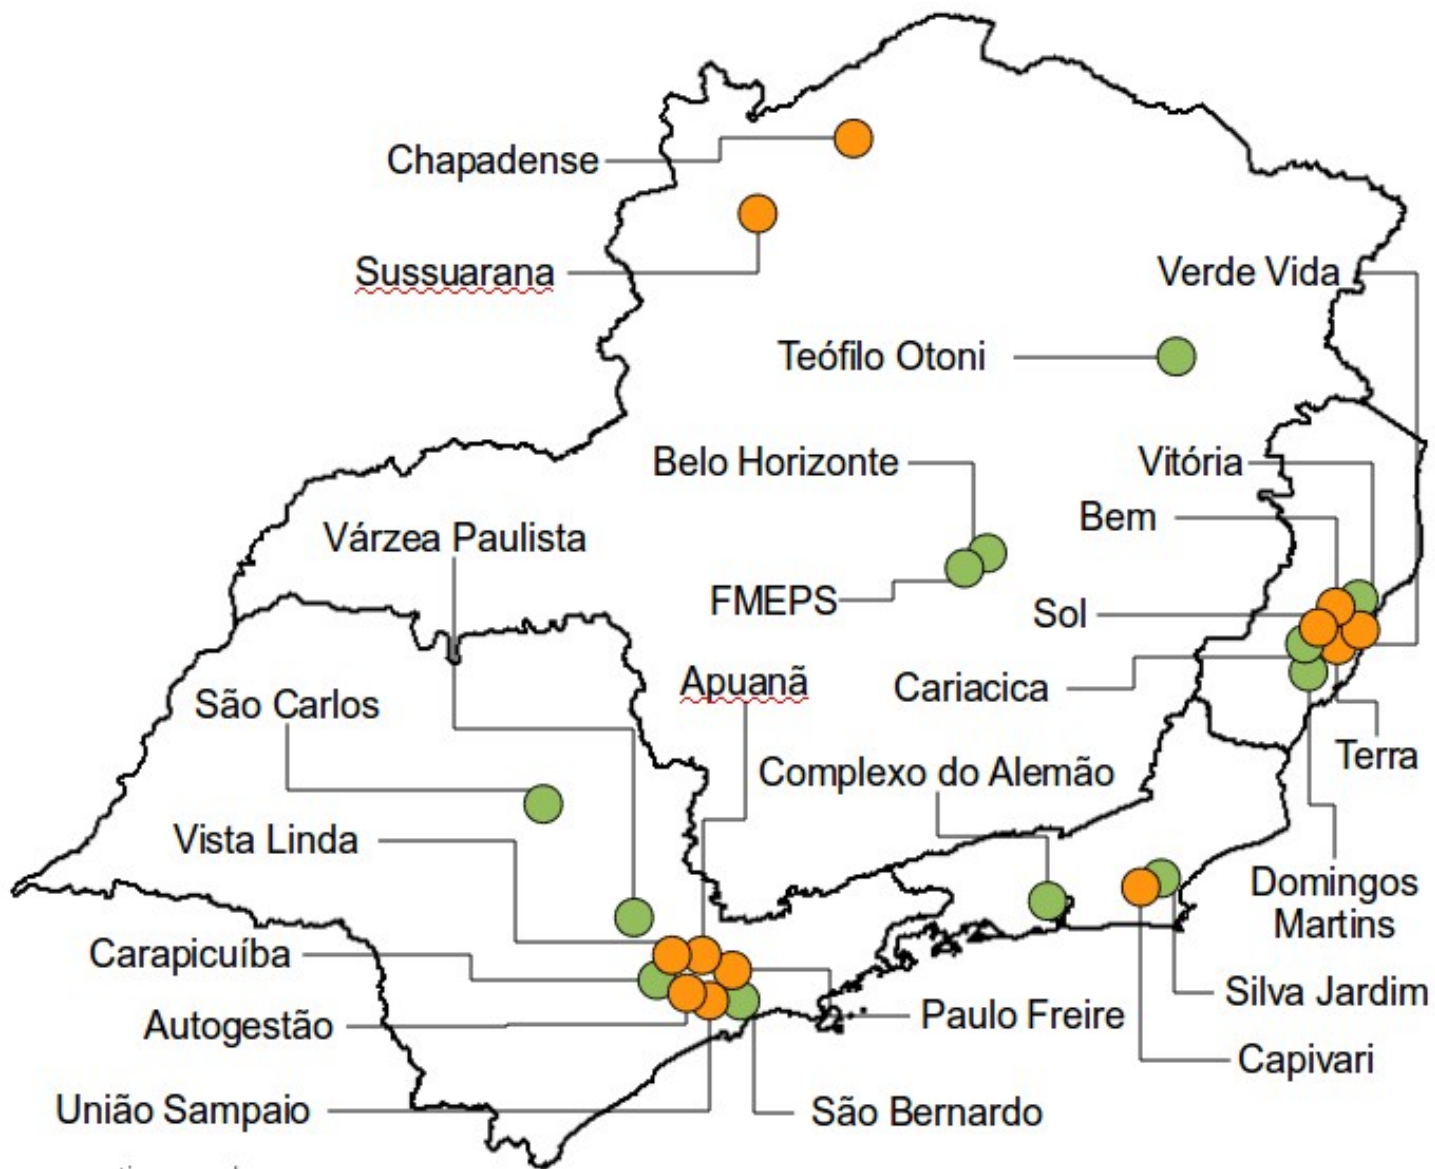 Chapadense
Sussuarana
Verde Vida
Teófilo Otoni
Belo Horizonte
Vitória
Bem
Várzea Paulista
FMEPS
Sol
Apuanã
Cariacica
São Carlos
Terra
Complexo do Alemão
Vista Linda
Domingos
Martins
Carapicuíba
Silva Jardim
Paulo Freire
Autogestão
Capivari
União Sampaio
São Bernardo